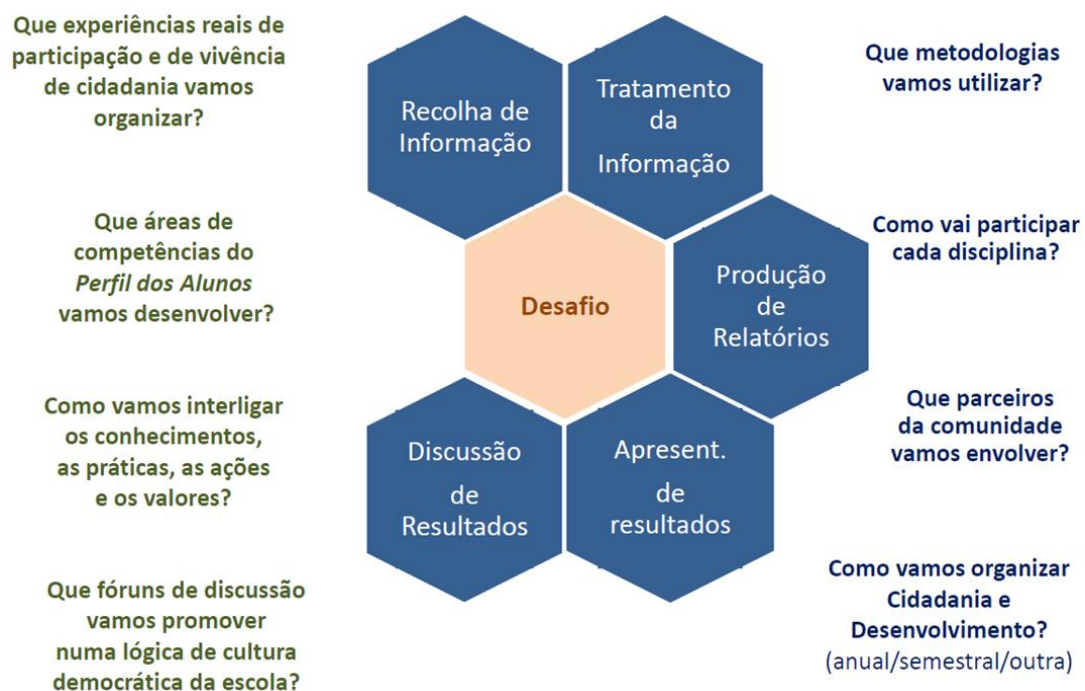 Que experiências reais de
participação e de vivência
de cidadania vamos
organizar?
Que áreas de
competências do
Perfil dos Alunos
vamos desenvolver?
Como vamos interligar
os conhecimentos,
as práticas, as ações
e os valores?
Que fóruns de discussão
vamos promover
numa lógica de cultura
democrática da escola?
Recolha de
Informação
Tratamento
da
Informação
Desafio
Produção
de
Relatórios
Discussão
de
Resultados
Apresent.
de
resultados
Que metodologias
vamos utilizar?
Como vai participar
cada disciplina?
Que parceiros
da comunidade
vamos envolver?
Como vamos organizar
Cidadania e
Desenvolvimento?
(anual/semestral/outra)